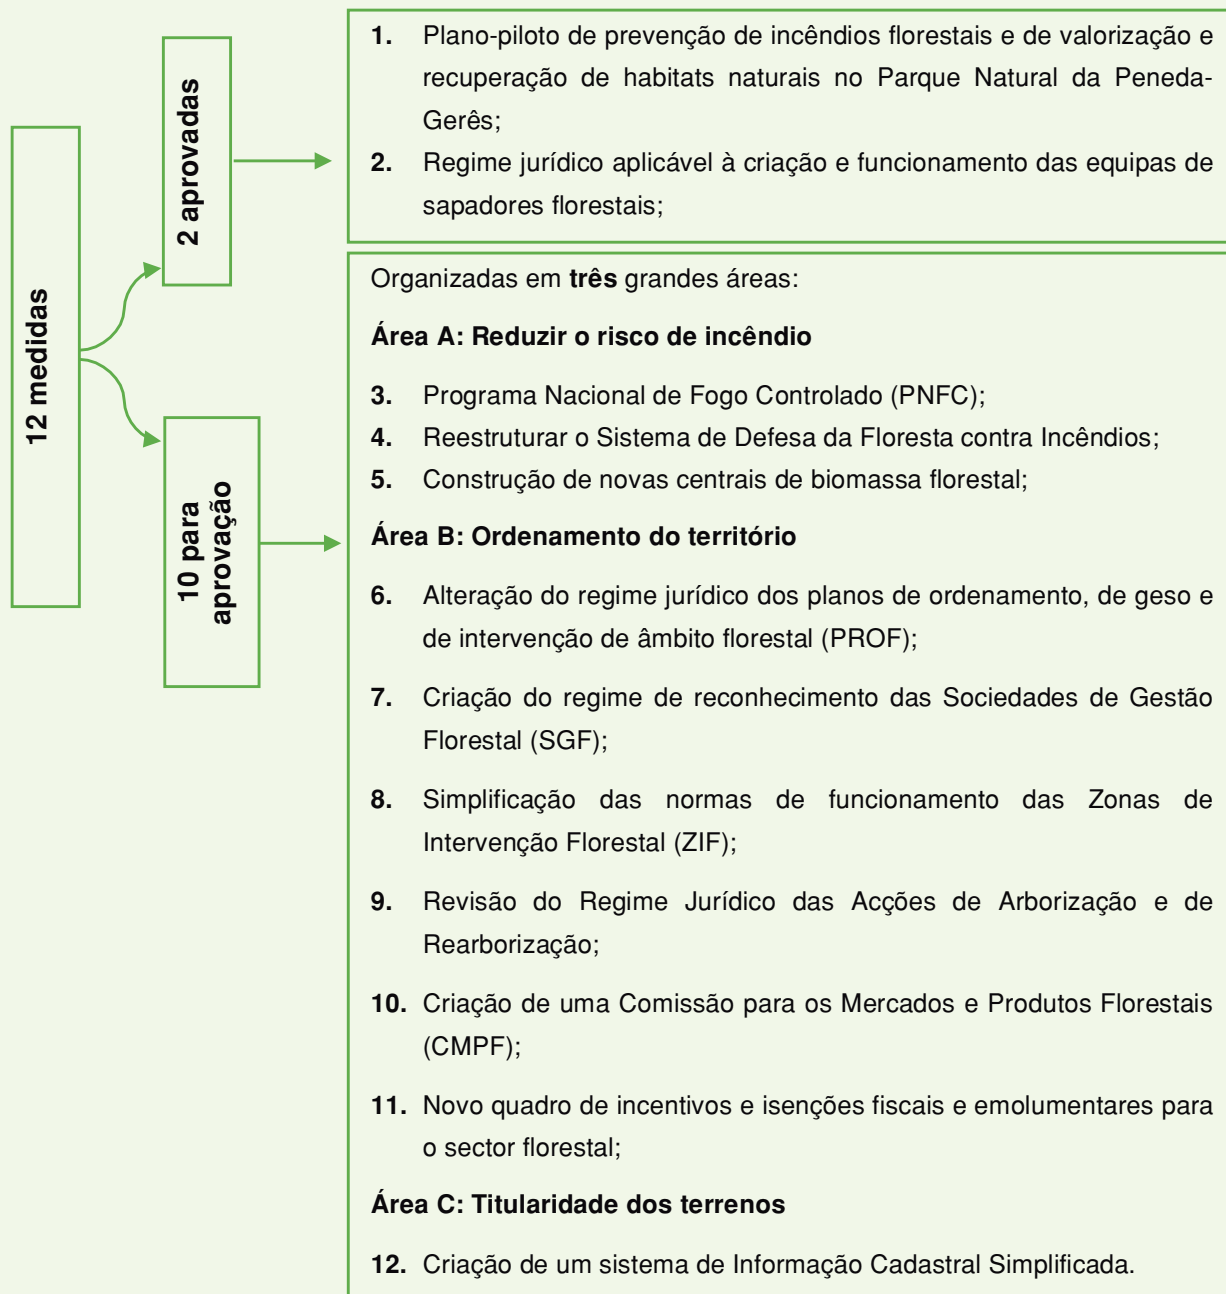 12 medidas
2 aprovadas
1. Plano-piloto de prevenção de incêndios florestais e de valorização e
recuperação de habitats naturais no Parque Natural da Peneda-
Gerês;
2. Regime jurídico aplicável à criação e funcionamento das equipas de
sapadores florestais;
10 para
aprovação
Organizadas em três grandes áreas:
Área A: Reduzir o risco de incêndio
3. Programa Nacional de Fogo Controlado (PNFC);
4. Reestruturar o Sistema de Defesa da Floresta contra Incêndios;
5. Construção de novas centrais de biomassa florestal;
Área B: Ordenamento do território
6. Alteração do regime jurídico dos planos de ordenamento, de geso e
de intervenção de âmbito florestal (PROF);
7. Criação do regime de reconhecimento das Sociedades de Gestão
Florestal (SGF);
8. Simplificação das normas de funcionamento das Zonas de
Intervenção Florestal (ZIF);
9. Revisão do Regime Jurídico das Acções de Arborização e de
Rearborização;
10. Criação de uma Comissão para os Mercados e Produtos Florestais
(CMPF);
11. Novo quadro de incentivos e isenções fiscais e emolumentares para
o sector florestal;
Área C: Titularidade dos terrenos
12. Criação de um sistema de Informação Cadastral Simplificada.